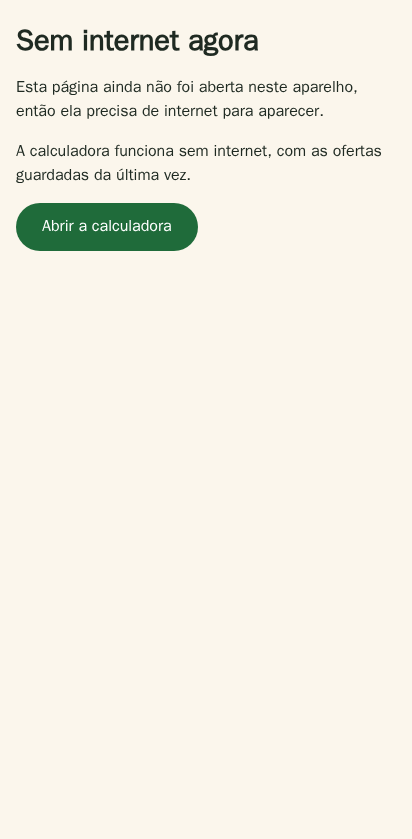 Sem internet agora
Esta página ainda não foi aberta neste aparelho,
então ela precisa de internet para aparecer.
A calculadora funciona sem internet, com as ofertas
guardadas da última vez.
Abrir a calculadora